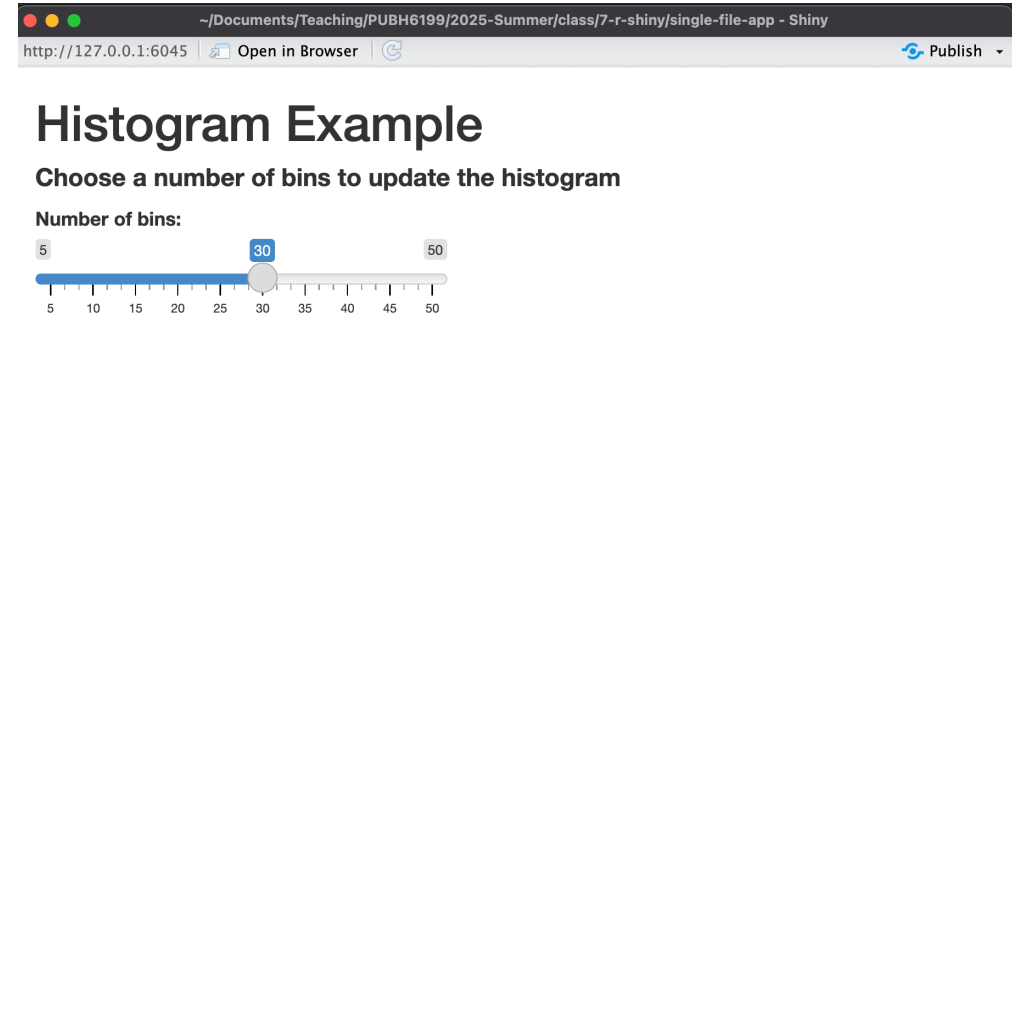 ~/Documents/Teaching/PUBH6199/2025-Summer/class/7-r-shiny/single-file-app - Shiny
http://127.0.0.1:6045 Open in Browser Publish
Histogram Example
Choose a number of bins to update the histogram
Number of bins:
5 30 50
5 10 15 20 25 30 35 40 45 50